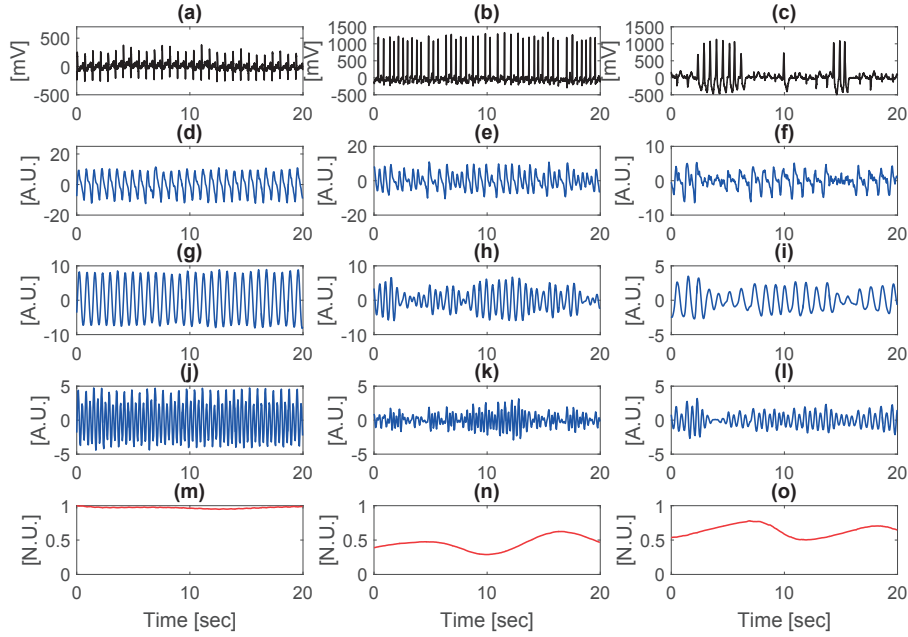 (a) (b) (c)
[mV] 500 0 -500 0 10 20
[mV] 1500 1000 500 0 -500 0 10 20
[mV] 1500 1000 500 0 -500 0 10 20
(d) (e) (f)
[A.U.] 20 0 -20 0 10 20
[A.U.] 20 0 -20 0 10 20
[A.U.] 10 0 -10 0 10 20
(g) (h) (i)
[A.U.] 10 0 -10 0 10 20
[A.U.] 10 0 -10 0 10 20
[A.U.] 5 0 -5 0 10 20
(j) (k) (l)
[A.U.] 5 0 -5 0 10 20
[A.U.] 5 0 -5 0 10 20
[A.U.] 5 0 -5 0 10 20
(m) (n) (o)
[N.U.] 1 0.5 0 0 10 20
[N.U.] 1 0.5 0 0 10 20
[N.U.] 1 0.5 0 0 10 20
Time [sec] Time [sec] Time [sec]